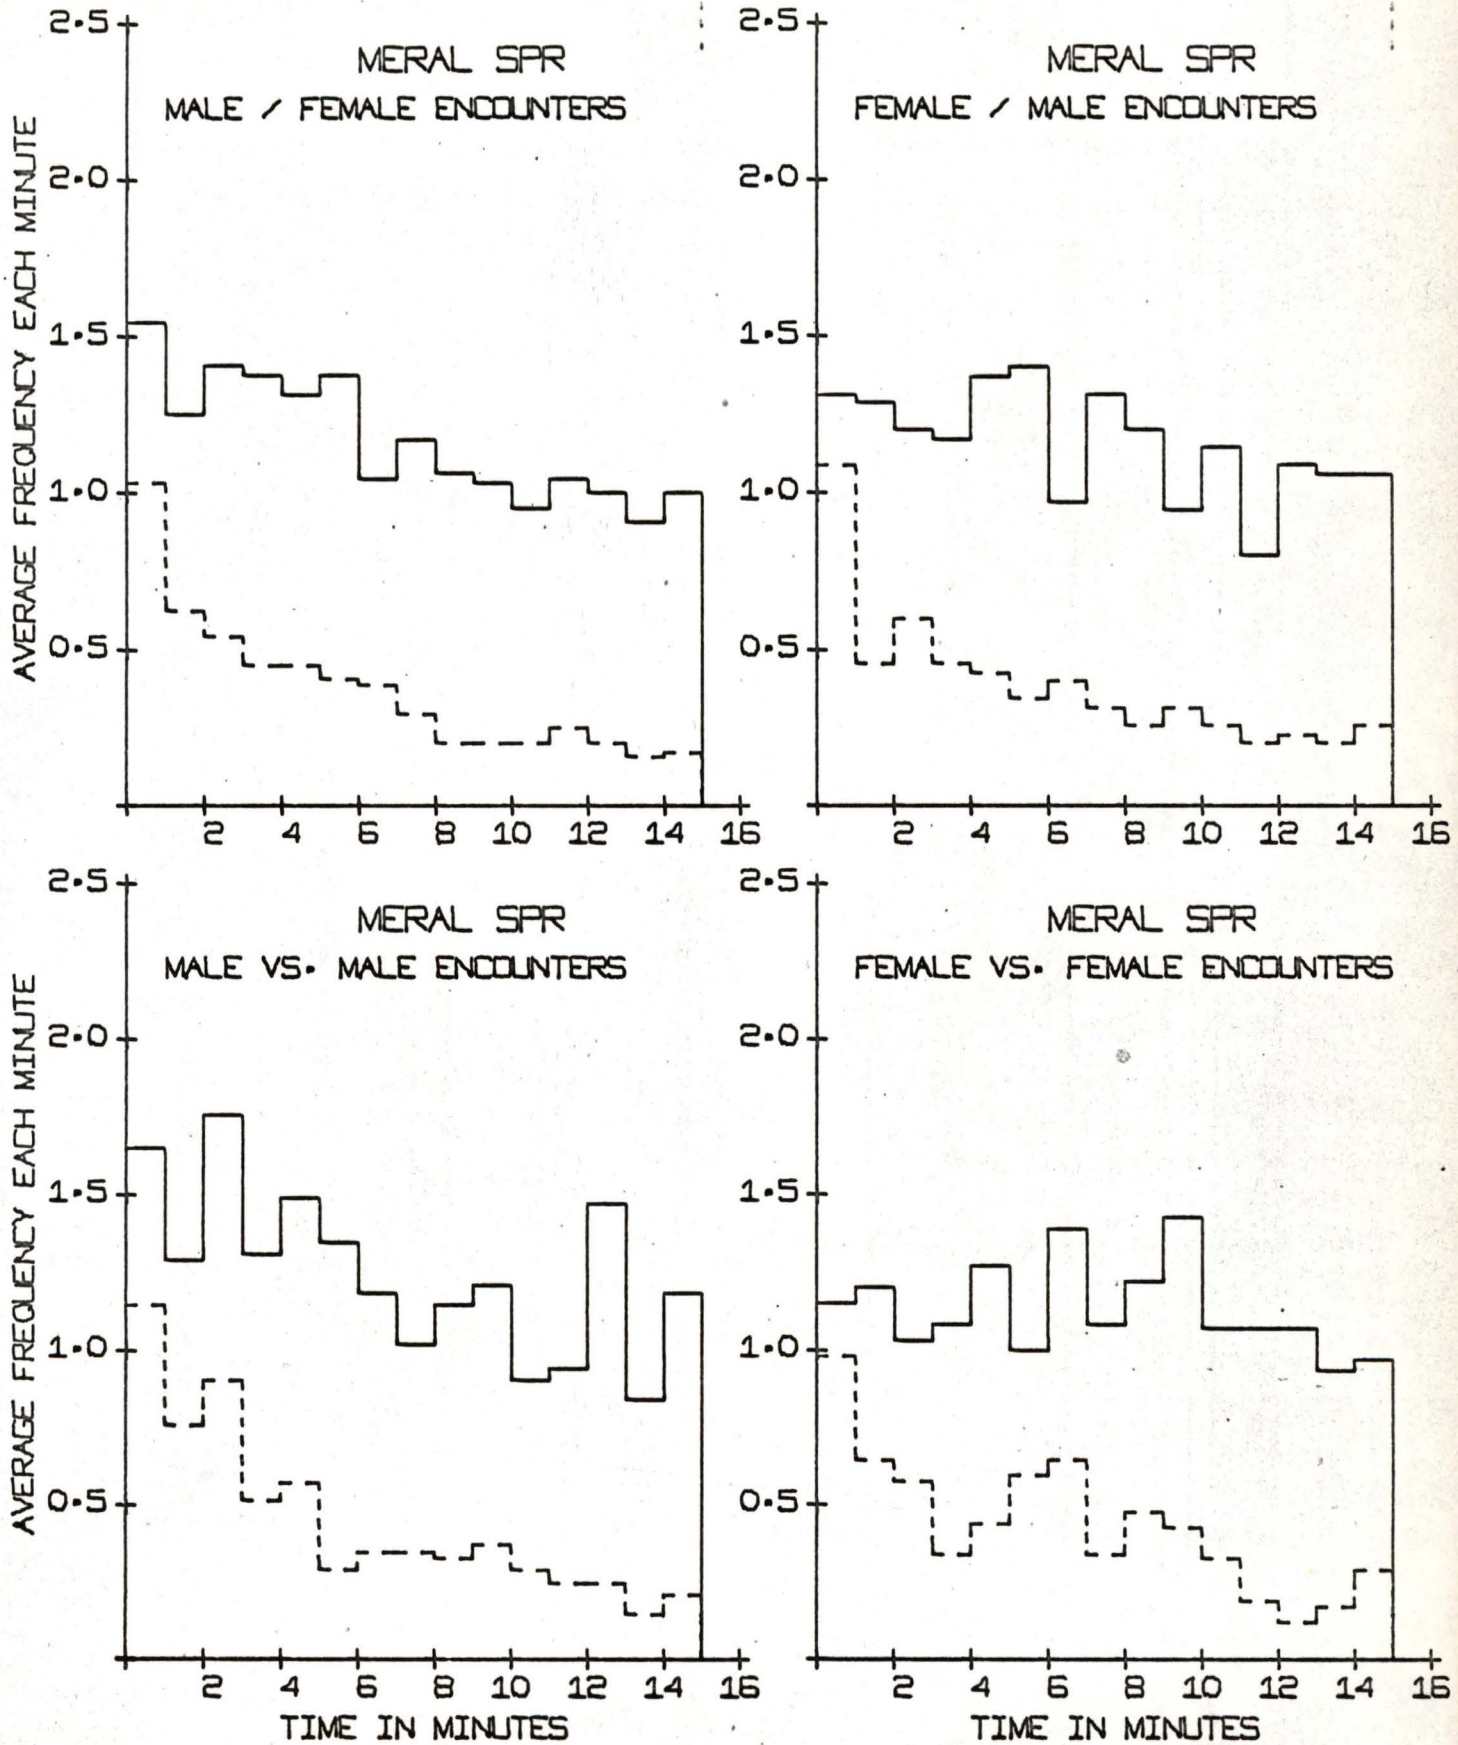 2.5
MERAL SPR
MALE / FEMALE ENCOUNTERS
2.0
1.5
1.0
0.5
AVERAGE FREQUENCY EACH MINUTE
2 4 6 8 10 12 14 16
2.5
MERAL SPR
FEMALE / MALE ENCOUNTERS
2.0
1.5
1.0
0.5
2 4 6 8 10 12 14 16
2.5
MERAL SPR
MALE VS. MALE ENCOUNTERS
2.0
1.5
1.0
0.5
AVERAGE FREQUENCY EACH MINUTE
2 4 6 8 10 12 14 16
TIME IN MINUTES
2.5
MERAL SPR
FEMALE VS. FEMALE ENCOUNTERS
2.0
1.5
1.0
0.5
2 4 6 8 10 12 14 16
TIME IN MINUTES